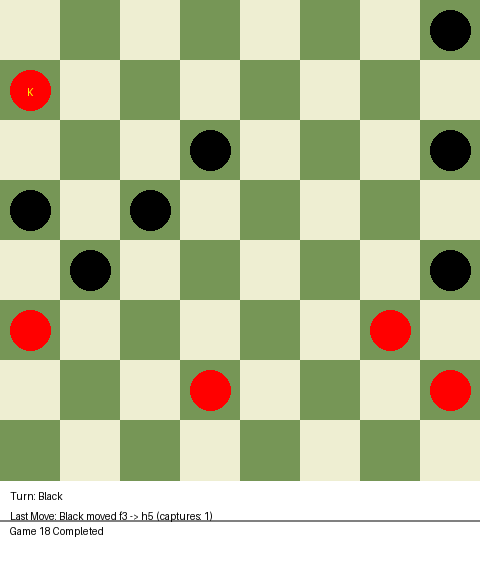 K
Turn: Black
Last Move: Black moved f3 -> h5 (captures: 1)
Game 18 Completed